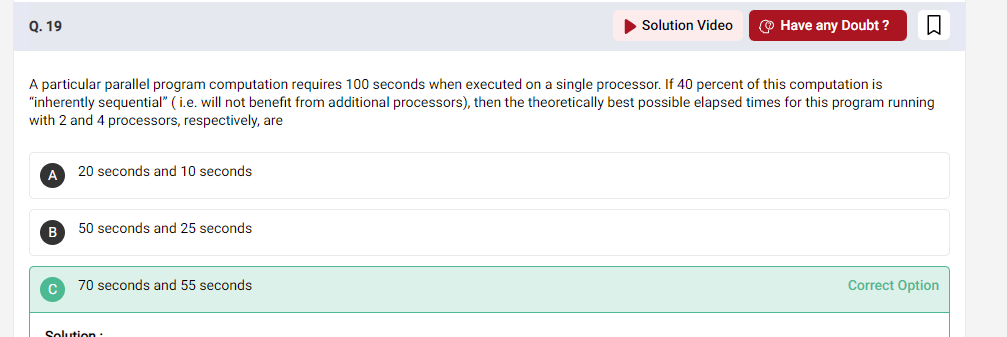 Q. 19
Solution Video
Have any Doubt ?
A particular parallel program computation requires 100 seconds when executed on a single processor. If 40 percent of this computation is
“inherently sequential” ( i.e. will not benefit from additional processors), then the theoretically best possible elapsed times for this program running
with 2 and 4 processors, respectively, are
A 20 seconds and 10 seconds
B 50 seconds and 25 seconds
C 70 seconds and 55 seconds Correct Option
Solution :